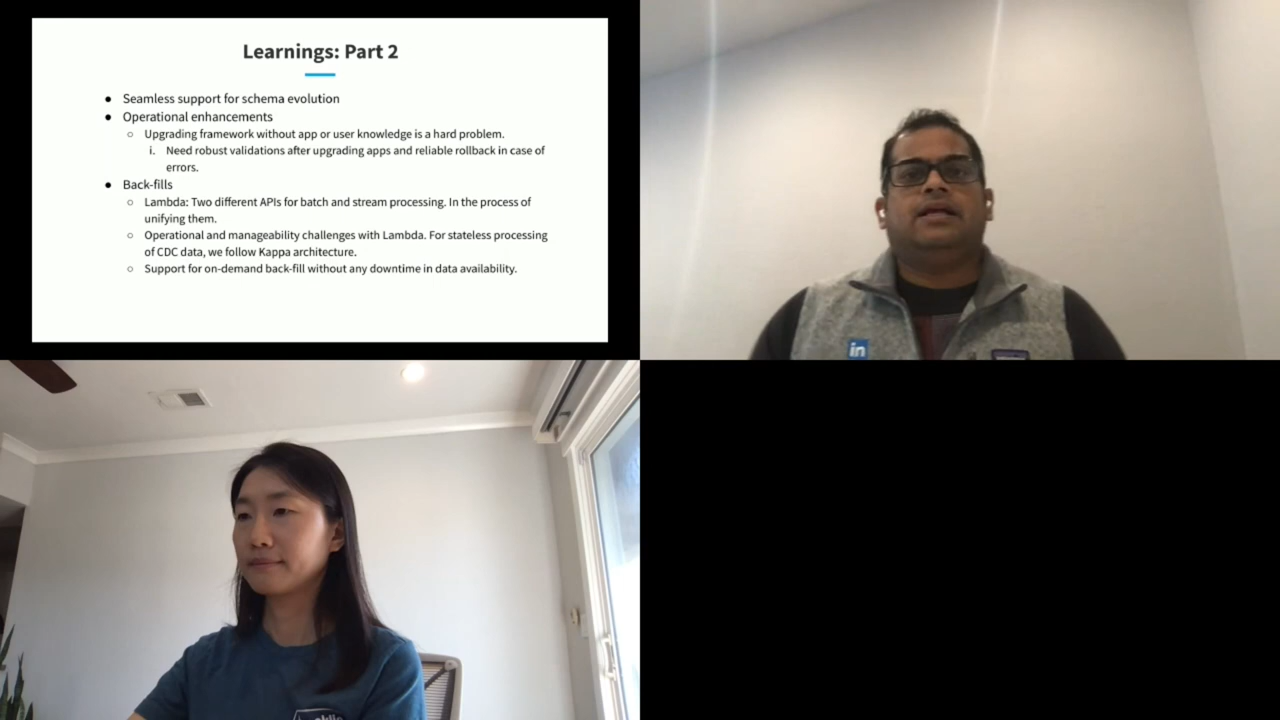 Learnings: Part 2
● Seamless support for schema evolution
● Operational enhancements
○ Upgrading framework without app or user knowledge is a hard problem.
i. Need robust validations after upgrading apps and reliable rollback in case of
errors.
● Back-fills
○ Lambda: Two different APIs for batch and stream processing. In the process of
unifying them.
○ Operational and manageability challenges with Lambda. For stateless processing
of CDC data, we follow Kappa architecture.
○ Support for on-demand back-fill without any downtime in data availability.
in